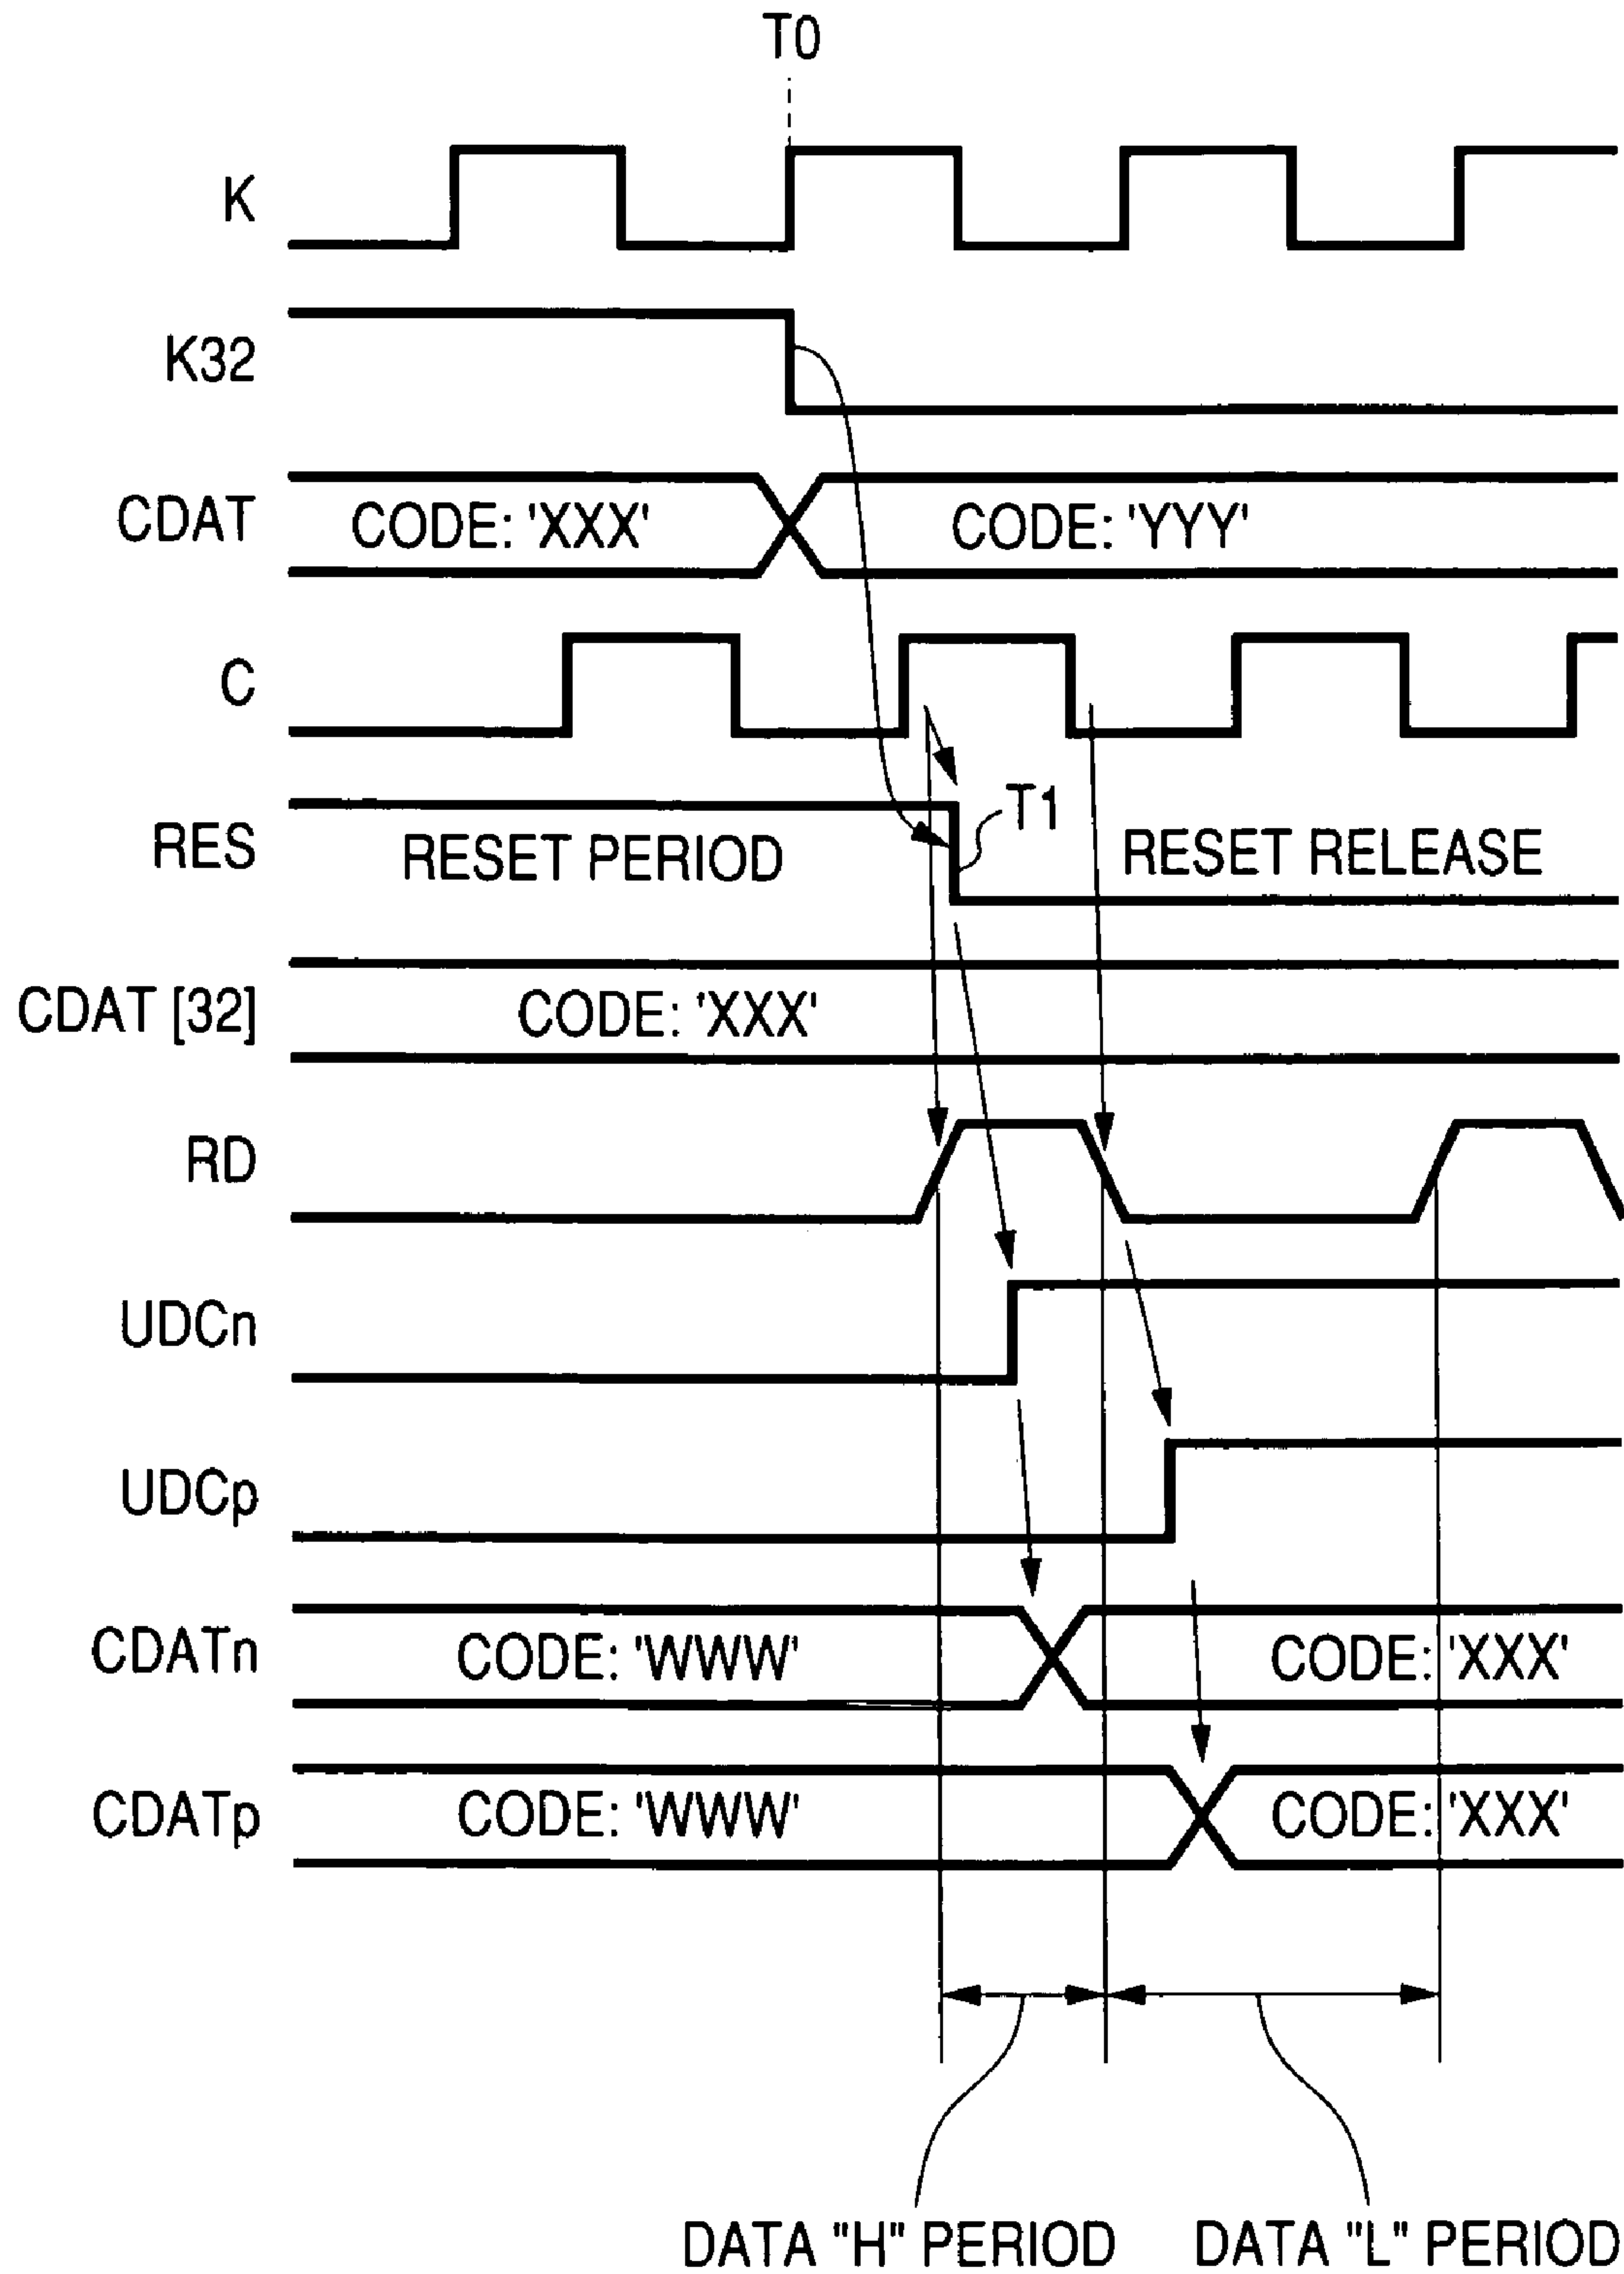 T0
K
K32
CDAT
CODE: 'XXX'
CODE: 'YYY'
C
RES
RESET PERIOD
T1
RESET RELEASE
CDAT [32]
CODE: 'XXX'
RD
UDCn
UDCp
CDATn
CODE: 'WWW'
CODE: 'XXX'
CDATp
CODE: 'WWW'
CODE: 'XXX'
DATA "H" PERIOD
DATA "L" PERIOD